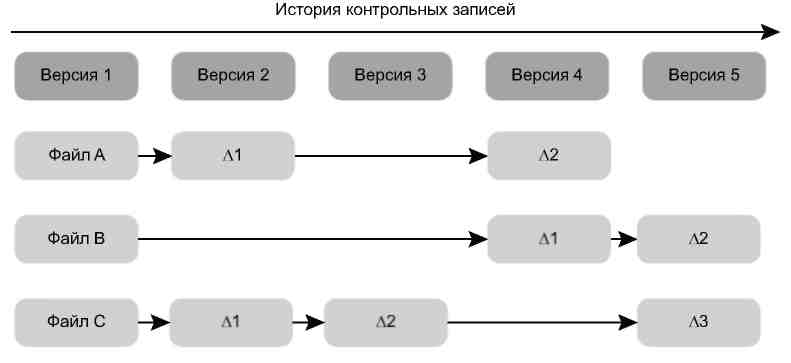 История контрольных записей
Версия 1 Версия 2 Версия 3 Версия 4 Версия 5
Файл A Δ1 Δ2
Файл B Δ1 Δ2
Файл C Δ1 Δ2 Δ3